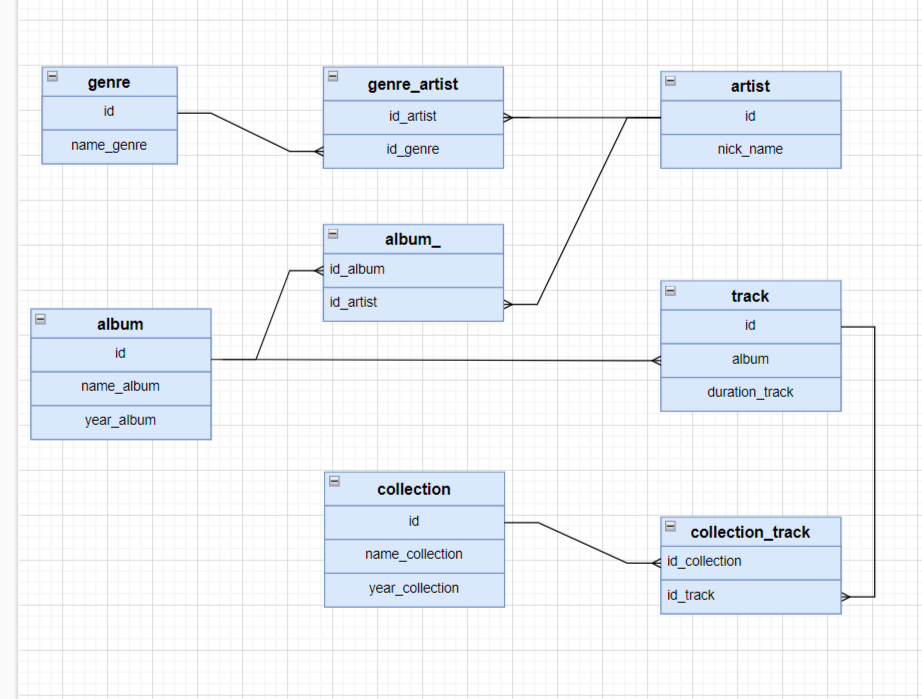 genre
id
name_genre
genre_artist
id_artist
id_genre
artist
id
nick_name
album_
id_album
id_artist
album
id
name_album
year_album
track
id
album
duration_track
collection
id
name_collection
year_collection
collection_track
id_collection
id_track